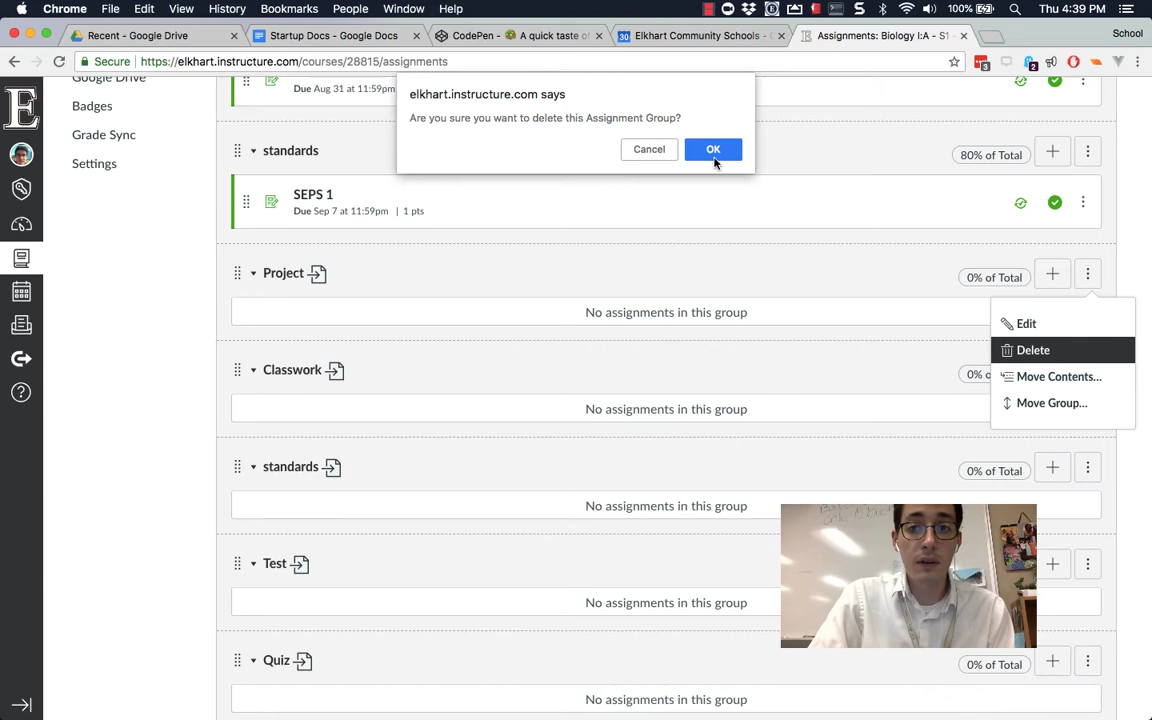 Chrome File Edit View History Bookmarks People Window Help 100% Thu 4:39 PM
Recent - Google Drive Startup Docs - Google Docs CodePen - A quick taste of Elkhart Community Schools - C Assignments: Biology I:A - S1 School
Secure https://elkhart.instructure.com/courses/28815/assignments
Google Drive
Badges
Grade Sync
Settings
Due Aug 31 at 11:59pm
elkhart.instructure.com says
Are you sure you want to delete this Assignment Group?
Cancel OK
standards 80% of Total
SEPS 1
Due Sep 7 at 11:59pm | 1 pts
Project 0% of Total
No assignments in this group
Edit
Delete
Move Contents...
Move Group...
Classwork 0% o
No assignments in this group
standards 0% of Total
No assignments in this group
Test
No assignments in this group
Quiz 0% of Total
No assignments in this group